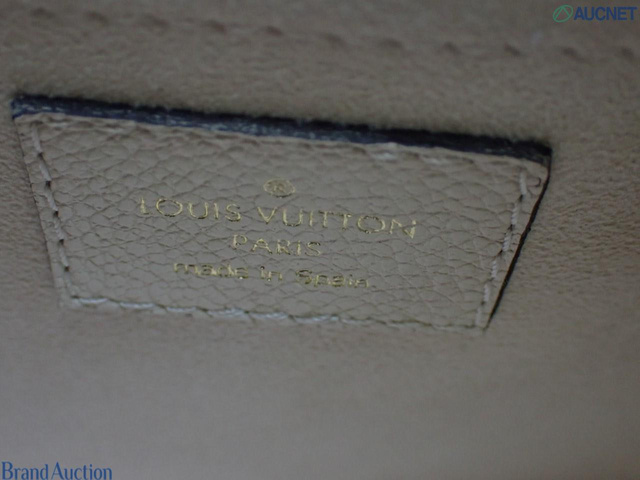 AUCNET
®
LOUIS VUITTON
PARIS
made in Spain
Brand Auction